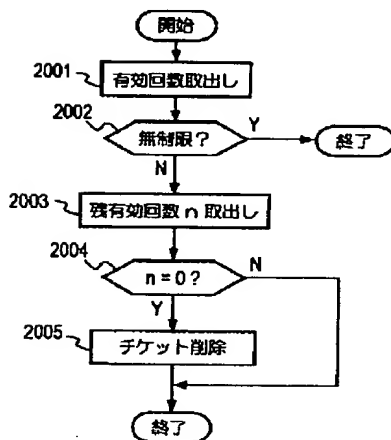 開始
2001
有効回数取出し
2002
無制限?
Y
終了
N
2003
残有効回数 n 取出し
2004
n = 0 ?
N
Y
2005
チケット削除
終了